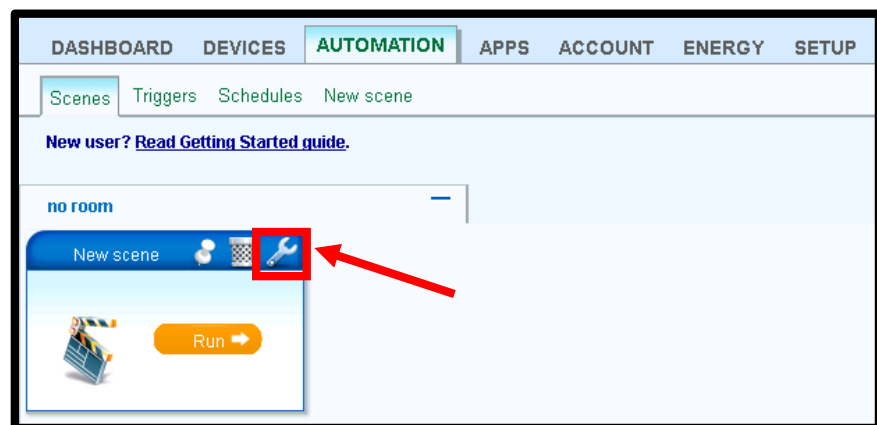 DASHBOARD DEVICES AUTOMATION APPS ACCOUNT ENERGY SETUP
Scenes Triggers Schedules New scene
New user? Read Getting Started guide.
no room
New scene
Run